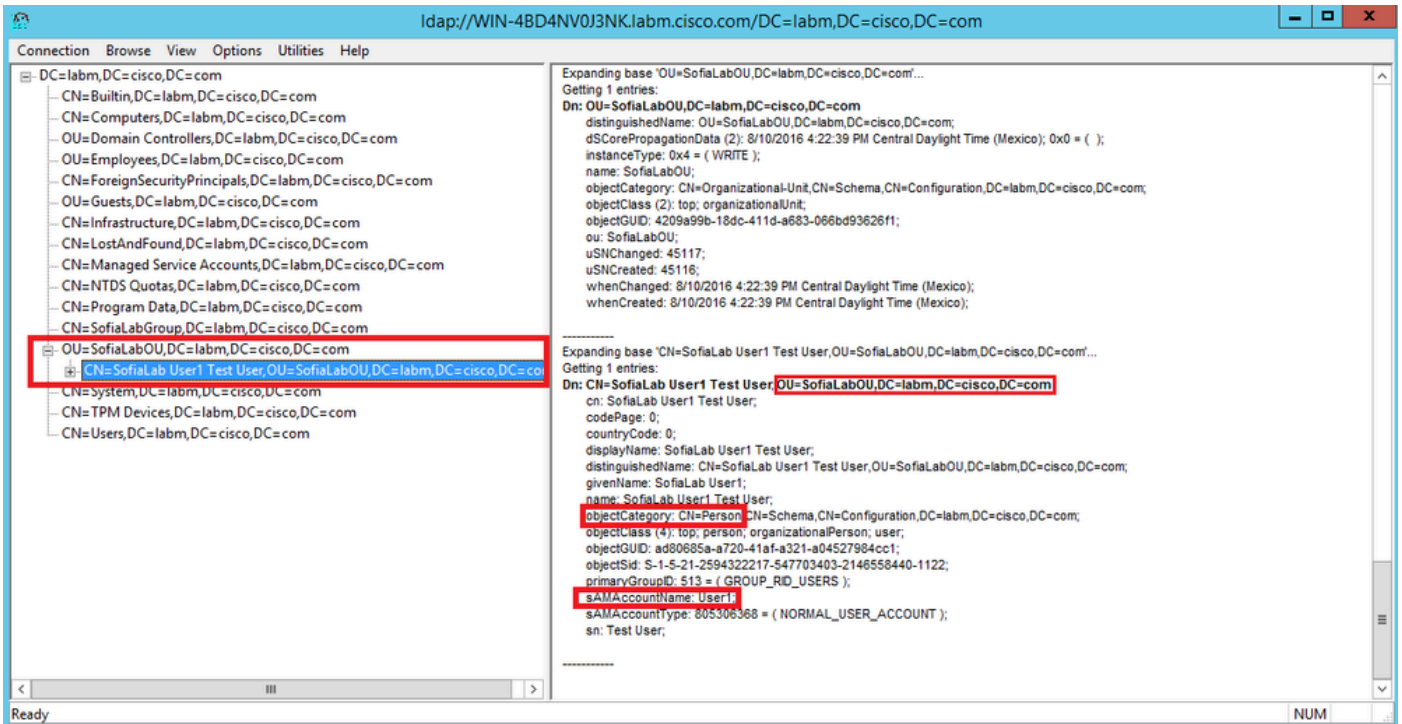 ldap://WIN-4BD4NV0J3NK.labm.cisco.com/DC=labm,DC=cisco,DC=com
Connection Browse View Options Utilities Help
DC=labm,DC=cisco,DC=com
CN=Builtin,DC=labm,DC=cisco,DC=com
CN=Computers,DC=labm,DC=cisco,DC=com
OU=Domain Controllers,DC=labm,DC=cisco,DC=com
OU=Employees,DC=labm,DC=cisco,DC=com
CN=ForeignSecurityPrincipals,DC=labm,DC=cisco,DC=com
OU=Guests,DC=labm,DC=cisco,DC=com
CN=Infrastructure,DC=labm,DC=cisco,DC=com
CN=LostAndFound,DC=labm,DC=cisco,DC=com
CN=Managed Service Accounts,DC=labm,DC=cisco,DC=com
CN=NTDS Quotas,DC=labm,DC=cisco,DC=com
CN=Program Data,DC=labm,DC=cisco,DC=com
CN=SofiaLabGroup,DC=labm,DC=cisco,DC=com
OU=SofiaLabOU,DC=labm,DC=cisco,DC=com
CN=SofiaLab User1 Test User,OU=SofiaLabOU,DC=labm,DC=cisco,DC=co
CN=System,DC=labm,DC=cisco,DC=com
CN=TPM Devices,DC=labm,DC=cisco,DC=com
CN=Users,DC=labm,DC=cisco,DC=com
Expanding base 'OU=SofiaLabOU,DC=labm,DC=cisco,DC=com'...
Getting 1 entries:
Dn: OU=SofiaLabOU,DC=labm,DC=cisco,DC=com
distinguishedName: OU=SofiaLabOU,DC=labm,DC=cisco,DC=com;
dSCorePropagationData (2): 8/10/2016 4:22:39 PM Central Daylight Time (Mexico); 0x0 = ( );
instanceType: 0x4 = ( WRITE );
name: SofiaLabOU;
objectCategory: CN=Organizational-Unit,CN=Schema,CN=Configuration,DC=labm,DC=cisco,DC=com;
objectClass (2): top; organizationalUnit;
objectGUID: 4209a99b-18dc-411d-a683-066bd93626f1;
ou: SofiaLabOU;
uSNChanged: 45117;
uSNCreated: 45116;
whenChanged: 8/10/2016 4:22:39 PM Central Daylight Time (Mexico);
whenCreated: 8/10/2016 4:22:39 PM Central Daylight Time (Mexico);
-----------
Expanding base 'CN=SofiaLab User1 Test User,OU=SofiaLabOU,DC=labm,DC=cisco,DC=com'...
Getting 1 entries:
Dn: CN=SofiaLab User1 Test User,OU=SofiaLabOU,DC=labm,DC=cisco,DC=com
cn: SofiaLab User1 Test User;
codePage: 0;
countryCode: 0;
displayName: SofiaLab User1 Test User;
distinguishedName: CN=SofiaLab User1 Test User,OU=SofiaLabOU,DC=labm,DC=cisco,DC=com;
givenName: SofiaLab User1;
name: SofiaLab User1 Test User;
objectCategory: CN=Person,CN=Schema,CN=Configuration,DC=labm,DC=cisco,DC=com;
objectClass (4): top; person; organizationalPerson; user;
objectGUID: ad80685a-a720-41af-a321-a04527984cc1;
objectSid: S-1-5-21-2594322217-547703403-2146558440-1122;
primaryGroupID: 513 = ( GROUP_RID_USERS );
sAMAccountName: User1;
sAMAccountType: 805306368 = ( NORMAL_USER_ACCOUNT );
sn: Test User;
-----------
Ready
NUM